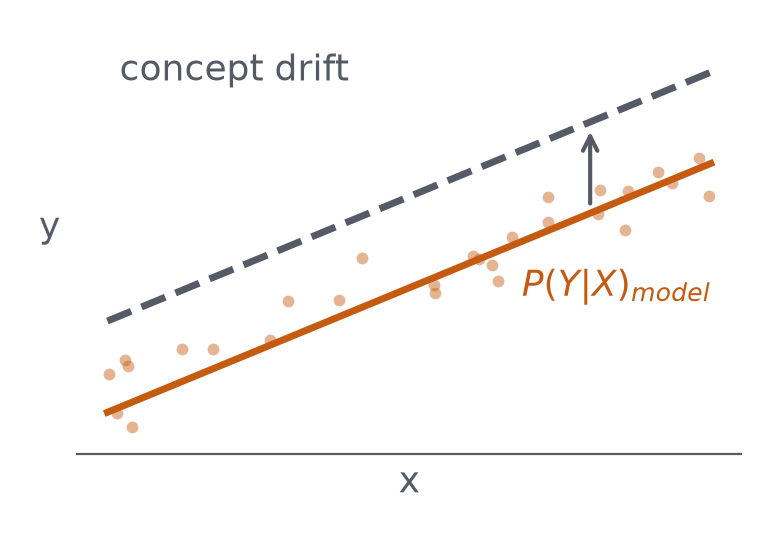 concept drift
y
P(Y|X)model
x